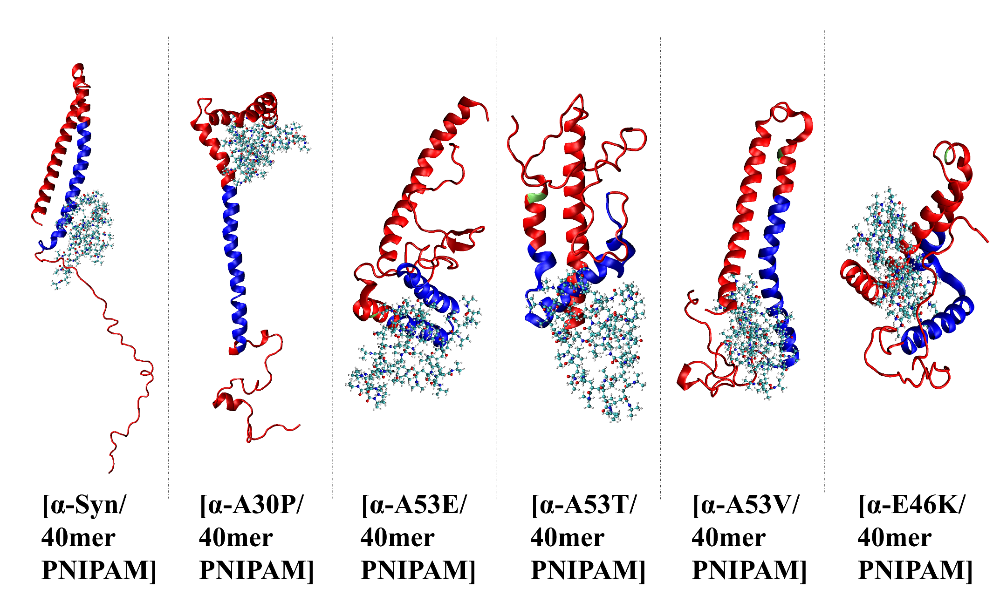 [α-Syn/
40mer
PNIPAM]
[α-A30P/
40mer
PNIPAM]
[α-A53E/
40mer
PNIPAM]
[α-A53T/
40mer
PNIPAM]
[α-A53V/
40mer
PNIPAM]
[α-E46K/
40mer
PNIPAM]